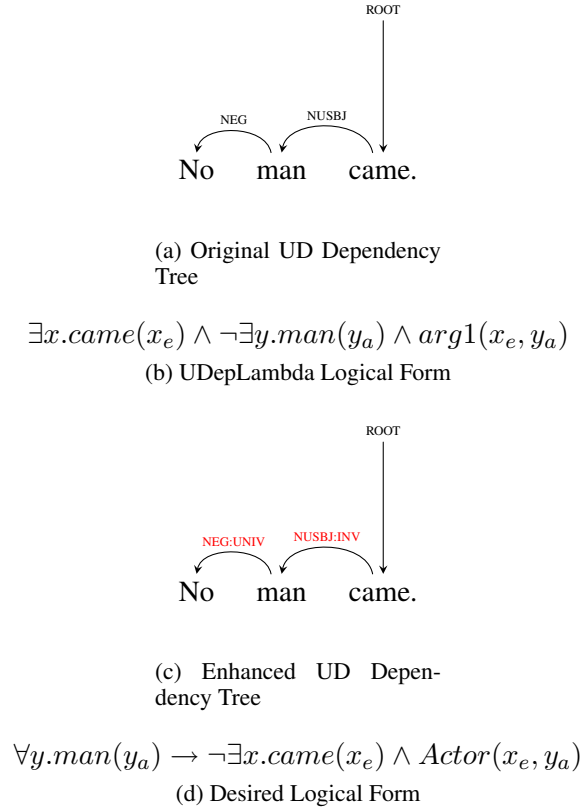 ROOT
NEG NUSBJ
No man came.
(a) Original UD Dependency
Tree
∃x.came(x_e) ∧ ¬∃y.man(y_a) ∧ arg1(x_e, y_a)
(b) UDepLambda Logical Form
ROOT
NEG:UNIV NUSBJ:INV
No man came.
(c) Enhanced UD Depen-
dency Tree
∀y.man(y_a) → ¬∃x.came(x_e) ∧ Actor(x_e, y_a)
(d) Desired Logical Form